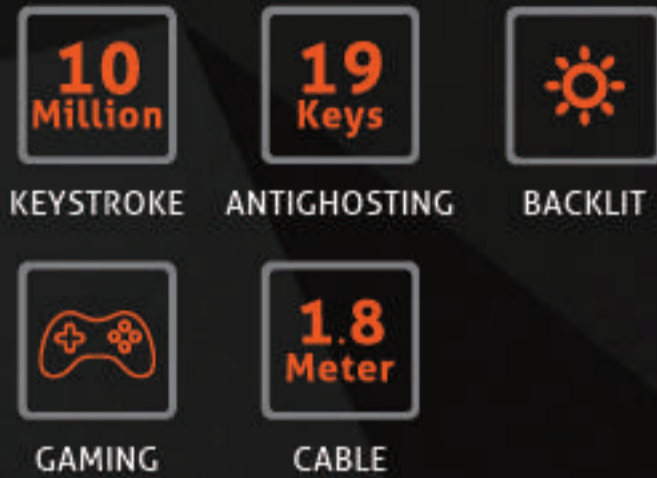 10
Million
KEYSTROKE
19
Keys
ANTIGHOSTING
BACKLIT
GAMING
1.8
Meter
CABLE